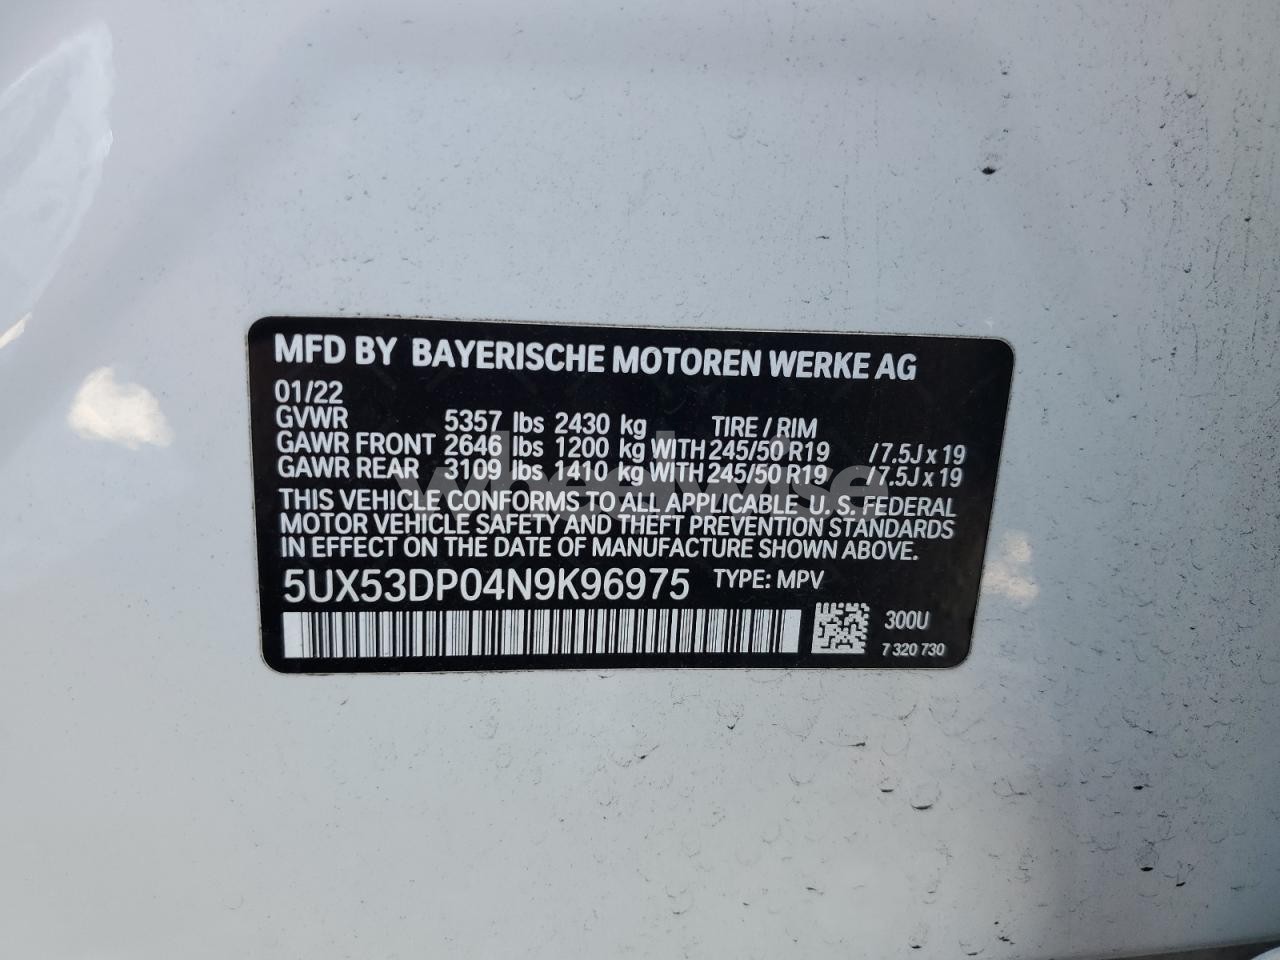 MFD BY BAYERISCHE MOTOREN WERKE AG
01/22
GVWR 5357 lbs 2430 kg TIRE / RIM
GAWR FRONT 2646 lbs 1200 kg WITH 245/50 R19 / 7.5J x 19
GAWR REAR 3109 lbs 1410 kg WITH 245/50 R19 / 7.5J x 19
wheelwise
THIS VEHICLE CONFORMS TO ALL APPLICABLE U. S. FEDERAL
MOTOR VEHICLE SAFETY AND THEFT PREVENTION STANDARDS
IN EFFECT ON THE DATE OF MANUFACTURE SHOWN ABOVE.
5UX53DP04N9K96975 TYPE: MPV
300U
7 320 730